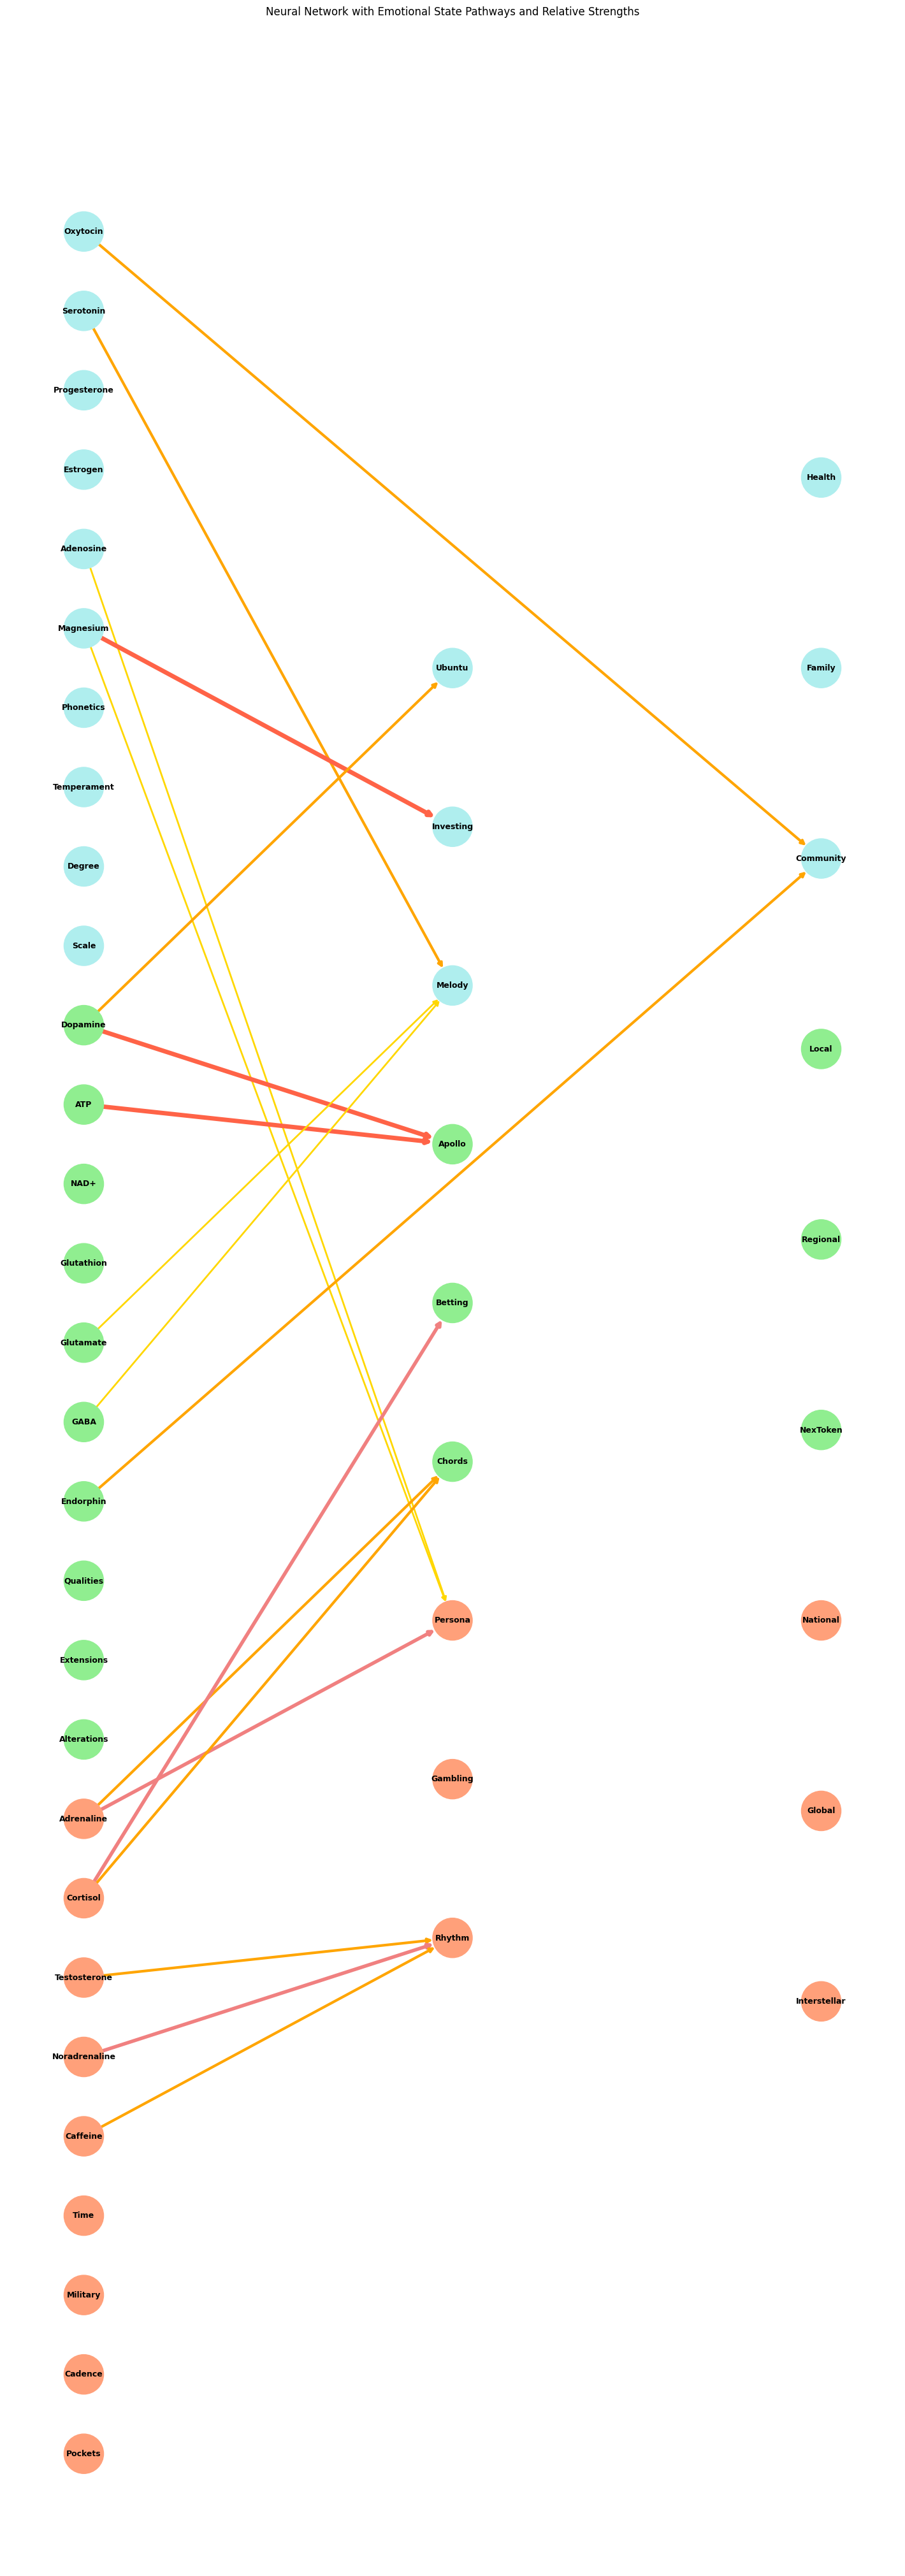 Neural Network with Emotional State Pathways and Relative Strengths
Oxytocin
Serotonin
Progesterone
Estrogen
Adenosine
Magnesium
Phonetics
Temperament
Degree
Scale
Dopamine
ATP
NAD+
Glutathion
Glutamate
GABA
Endorphin
Qualities
Extensions
Alterations
Adrenaline
Cortisol
Testosterone
Noradrenaline
Caffeine
Time
Military
Cadence
Pockets
Ubuntu
Investing
Melody
Apollo
Betting
Chords
Persona
Gambling
Rhythm
Health
Family
Community
Local
Regional
NexToken
National
Global
Interstellar